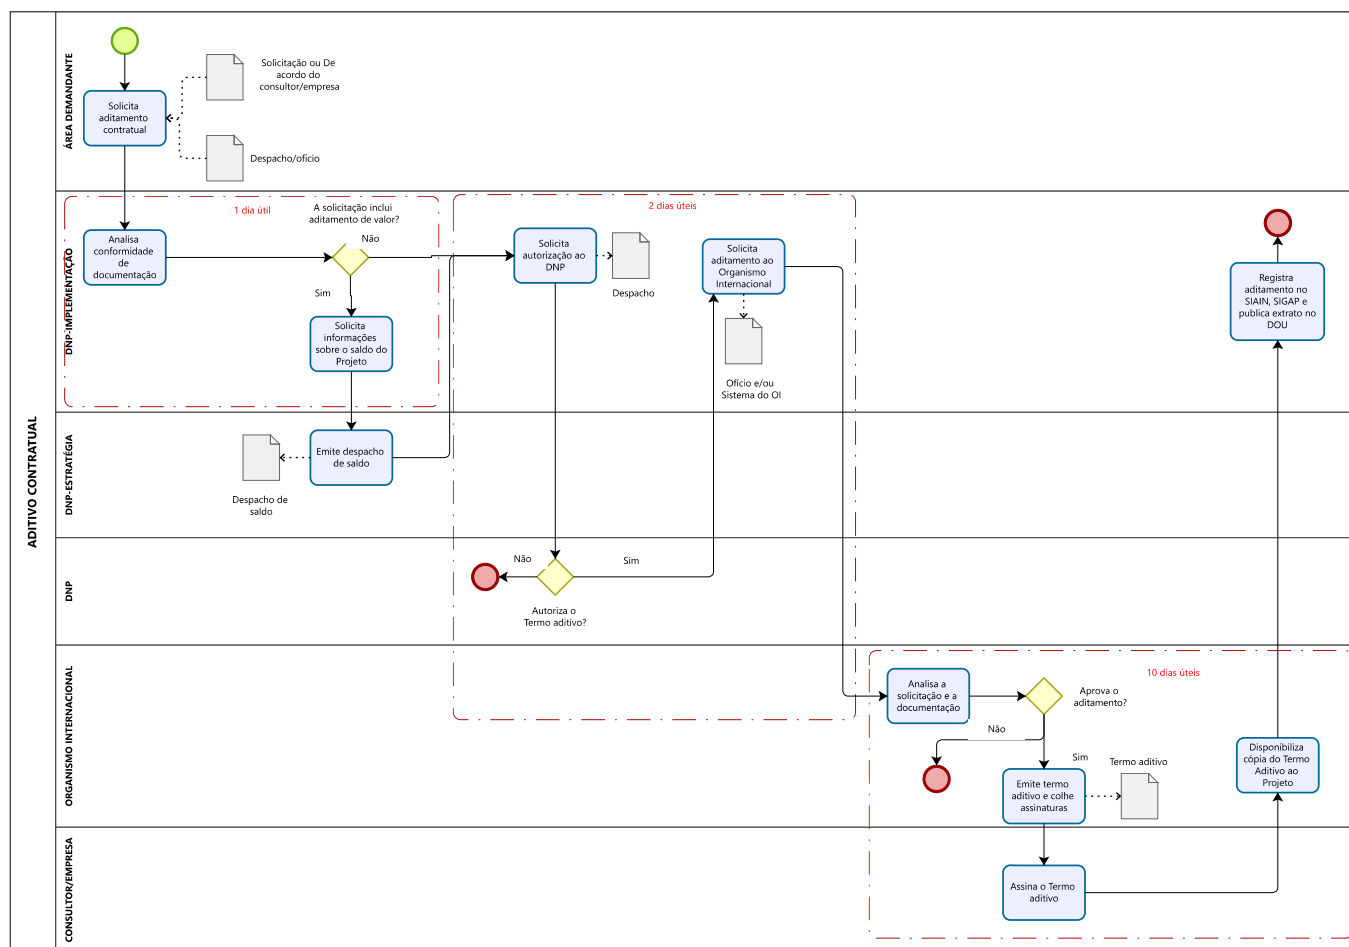 ADITIVO CONTRATUAL
ÁREA DEMANDANTE
Solicita
aditamento
contratual
Solicitação ou De
acordo do
consultor/empresa
Despacho/ofício
DNP-IMPLEMENTAÇÃO
1 dia útil
A solicitação inclui
aditamento de valor?
Não
Sim
Analisa
conformidade
de
documentação
Solicita
informações
sobre o saldo do
Projeto
2 dias úteis
Solicita
autorização ao
DNP
Despacho
Solicita
aditamento ao
Organismo
Internacional
Ofício e/ou
Sistema do OI
Registra
aditamento no
SIAIN, SIGAP e
publica extrato no
DOU
DNP-ESTRATÉGIA
Emite despacho
de saldo
Despacho de
saldo
DNP
Não
Sim
Autoriza o
Termo aditivo?
ORGANISMO INTERNACIONAL
10 dias úteis
Analisa a
solicitação e a
documentação
Aprova o
aditamento?
Não
Sim
Termo aditivo
Emite termo
aditivo e colhe
assinaturas
Disponibiliza
cópia do Termo
Aditivo ao
Projeto
CONSULTOR/EMPRESA
Assina o Termo
aditivo